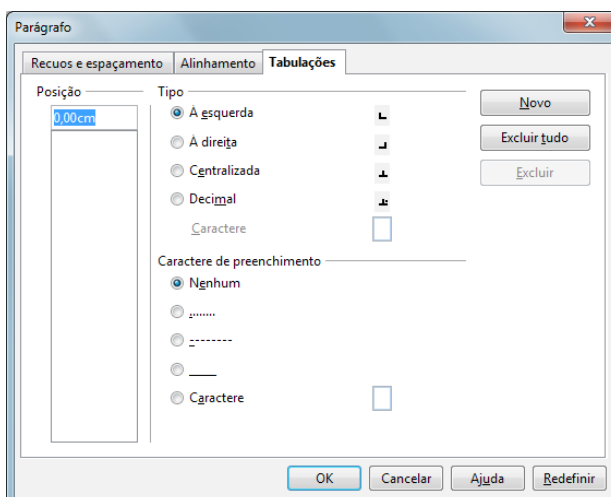 Parágrafo
Recuos e espaçamento Alinhamento Tabulações
Posição
0,00cm
Tipo
À esquerda
À direita
Centralizada
Decimal
Caractere
Caractere de preenchimento
Nenhum
........
--------
____
Caractere
Novo
Excluir tudo
Excluir
OK Cancelar Ajuda Redefinir